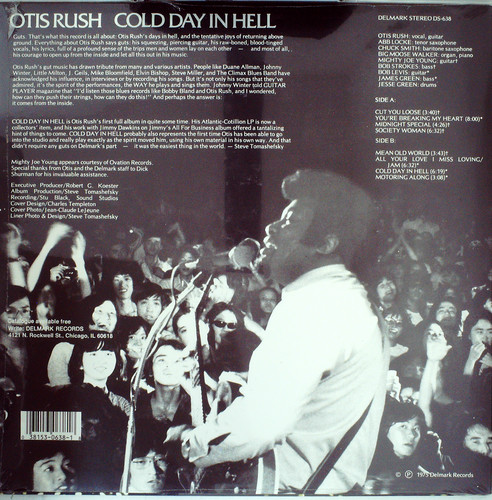 OTIS RUSH COLD DAY IN HELL
Guts. That's what this record is all about: Otis Rush's days in hell, and the tentative joys of returning above
ground. Everything about Otis Rush says guts: his squeezing, piercing guitar, his raw-boned, blood-tinged
vocals, his lyrics, full of a profound sense of the trips men and women lay on each other — and most of all,
his courage to open up from the inside and let all this out in his music.
Otis Rush's gut music has drawn tribute from many and various artists. People like Duane Allman, Johnny
Winter, Little Milton, J. Geils, Mike Bloomfield, Elvin Bishop, Steve Miller, and The Climax Blues Band have
acknowledged his influence, in interviews or by recording his songs. But it's not only his songs that they've
admired, it's the spirit of the performances, the WAY he plays and sings them. Johnny Winter told GUITAR
PLAYER magazine that "I'd listen those blues records like Bobby Bland and Otis Rush, and I wondered,
how can they push their strings, how can they do this!" And perhaps the answer is:
it comes from the inside.
COLD DAY IN HELL is Otis Rush's first full album in quite some time. His Atlantic-Cotillion LP is now a
collectors' item, and his work with Jimmy Dawkins on Jimmy's All For Business album offered a tantalizing
hint of things to come. COLD DAY IN HELL probably also represents the first time Otis has been able to go
into the studio and really play exactly as the spirit moved him, using his own material — his own way. And that
didn't require any guts on Delmark's part — it was the easiest thing in the world. — Steve Tomashefsky
Mighty Joe Young appears courtesy of Ovation Records.
Special thanks from Otis and the Delmark staff to Dick
Shurman for his invaluable assistance.
Executive Producer/Robert G. Koester
Album Production/Steve Tomashefsky
Recording/Stu Black, Sound Studios
Cover Design/Charles Templeton
Cover Photo/Jean-Claude LeJeune
Liner Photo & Design/Steve Tomashefsky
DELMARK STEREO DS-638
OTIS RUSH: vocal, guitar
ABB LOCKE: tenor saxophone
CHUCK SMITH: baritone saxophone
BIG MOOSE WALKER: organ, piano
MIGHTY JOE YOUNG: guitar†
BOB STROKES: bass†
BOB LEVIS: guitar*
JAMES GREEN: bass*
JESSE GREEN: drums
SIDE A:
CUT YOU LOOSE (3:40)†
YOU'RE BREAKING MY HEART (8:00)*
MIDNIGHT SPECIAL (4:26)†
SOCIETY WOMAN (6:32)†
SIDE B:
MEAN OLD WORLD (3:43)†
ALL YOUR LOVE I MISS LOVING/
JAM (6:32)*
COLD DAY IN HELL (6:19)*
MOTORING ALONG (3:08)*
Catalogue available free
Write: DELMARK RECORDS
4121 N. Rockwell St., Chicago, IL 60618
38153-0638-1
© ℗ 1975 Delmark Records